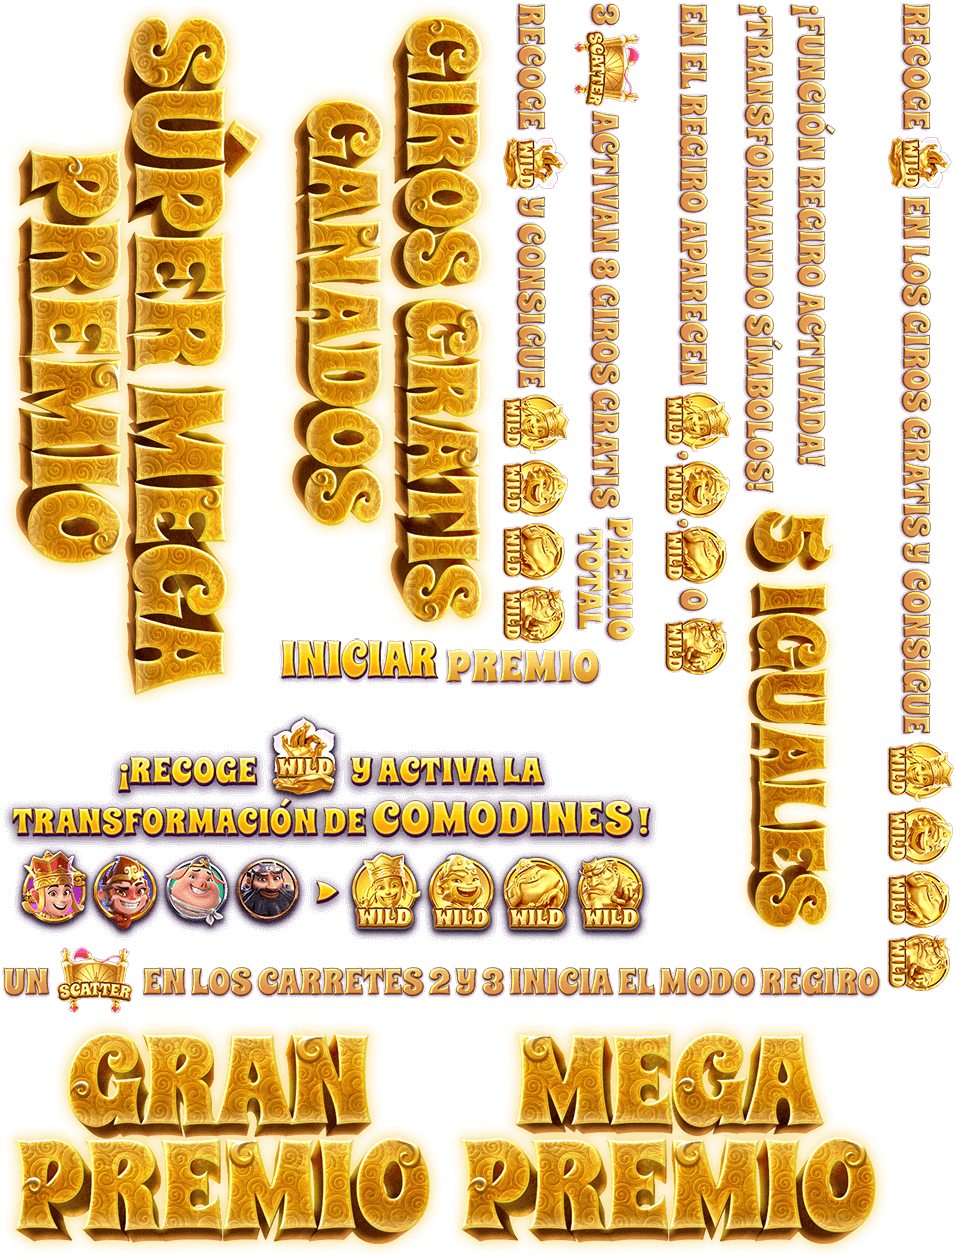 SÚPER MEGA
PREMIO
GIROS GRATIS
GANADOS
RECOGE WILD Y CONSIGUE WILD WILD WILD WILD
3 SCATTER ACTIVAN 8 GIROS GRATIS
PREMIO
TOTAL
EN EL REGIRO APARECEN WILD, WILD, WILD O WILD
¡FUNCIÓN REGIRO ACTIVADA!
¡TRANSFORMANDO SÍMBOLOS!
5 IGUALES
RECOGE WILD EN LOS GIROS GRATIS Y CONSIGUE WILD WILD WILD WILD
INICIAR
PREMIO
¡RECOGE WILD Y ACTIVA LA
TRANSFORMACIÓN DE COMODINES!
WILD WILD WILD WILD
UN SCATTER EN LOS CARRETES 2 Y 3 INICIA EL MODO REGIRO
GRAN
PREMIO
MEGA
PREMIO